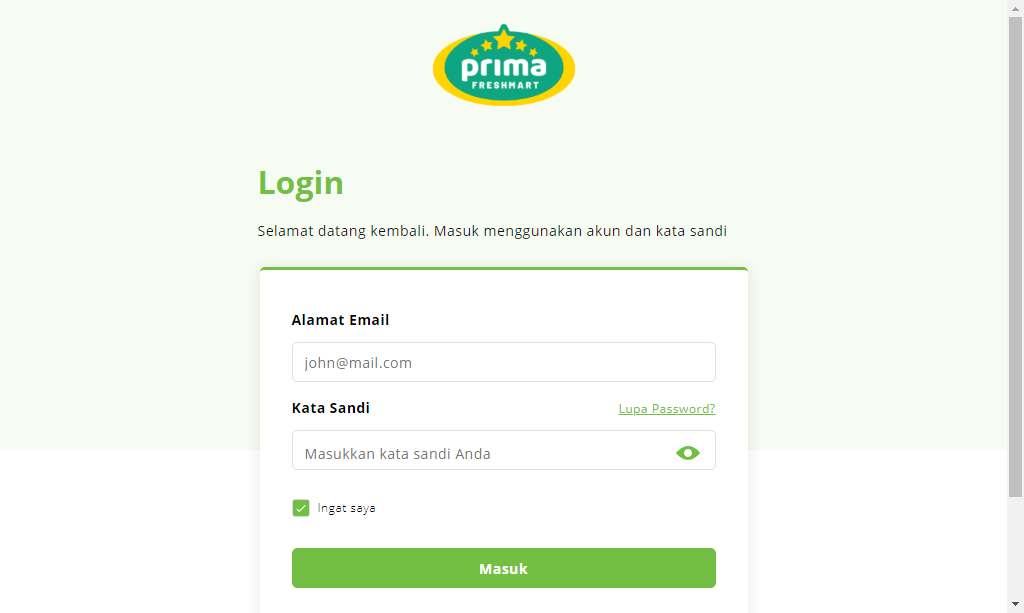 prima
FRESHMART
Login
Selamat datang kembali. Masuk menggunakan akun dan kata sandi
Alamat Email
john@mail.com
Kata Sandi
Lupa Password?
Masukkan kata sandi Anda
Ingat saya
Masuk